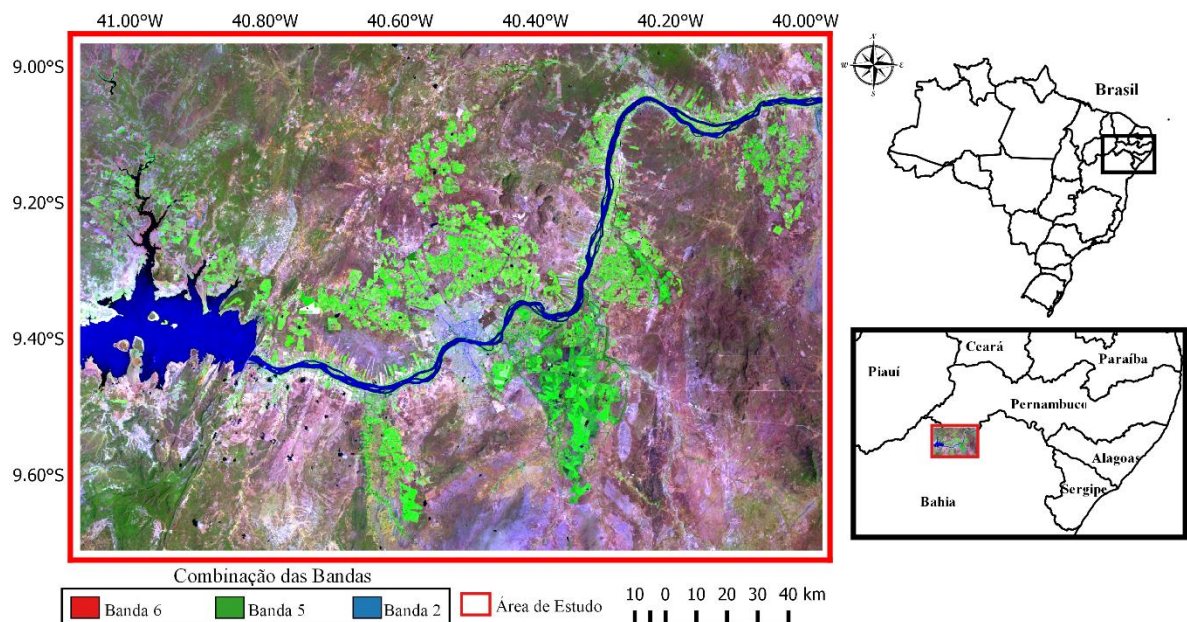 41.00°W 40.80°W 40.60°W 40.40°W 40.20°W 40.00°W
9.00°S
9.20°S
9.40°S
9.60°S
Brasil
Ceará
Paraíba
Piauí
Pernambuco
Alagoas
Sergipe
Bahia
Combinação das Bandas
Banda 6 Banda 5 Banda 2 Área de Estudo
10 0 10 20 30 40 km